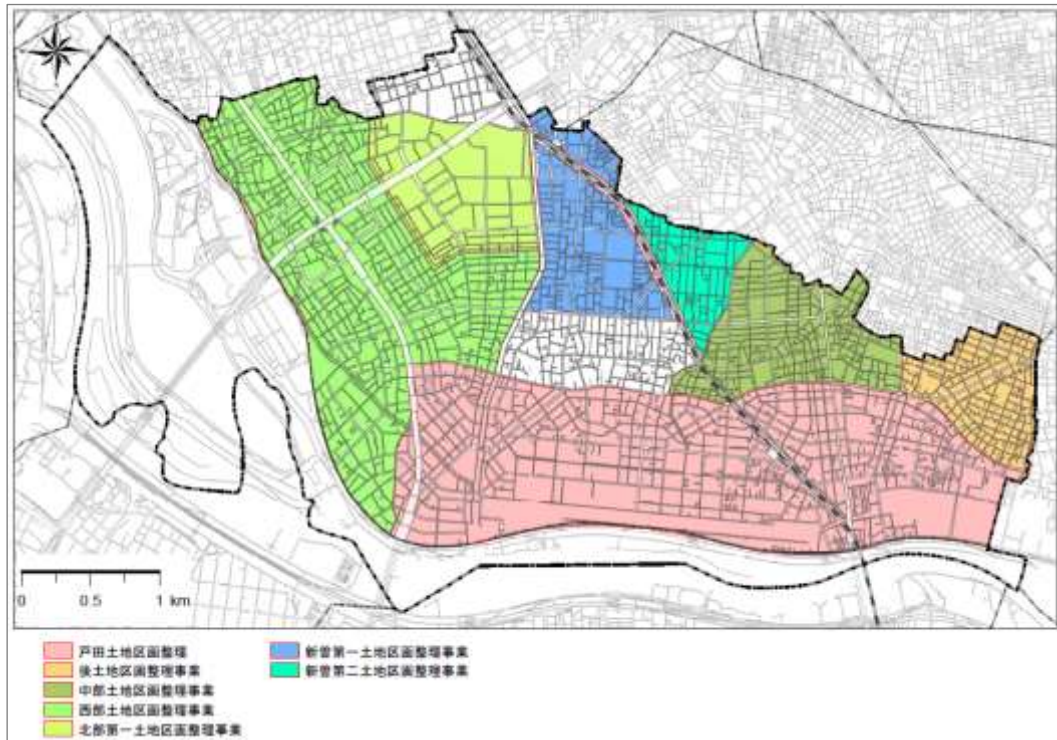 0 0.5 1 km
戸田土地区画整理
後土地区画整理事業
中部土地区画整理事業
西部土地区画整理事業
北部第一土地区画整理事業
新曽第一土地区画整理事業
新曽第二土地区画整理事業